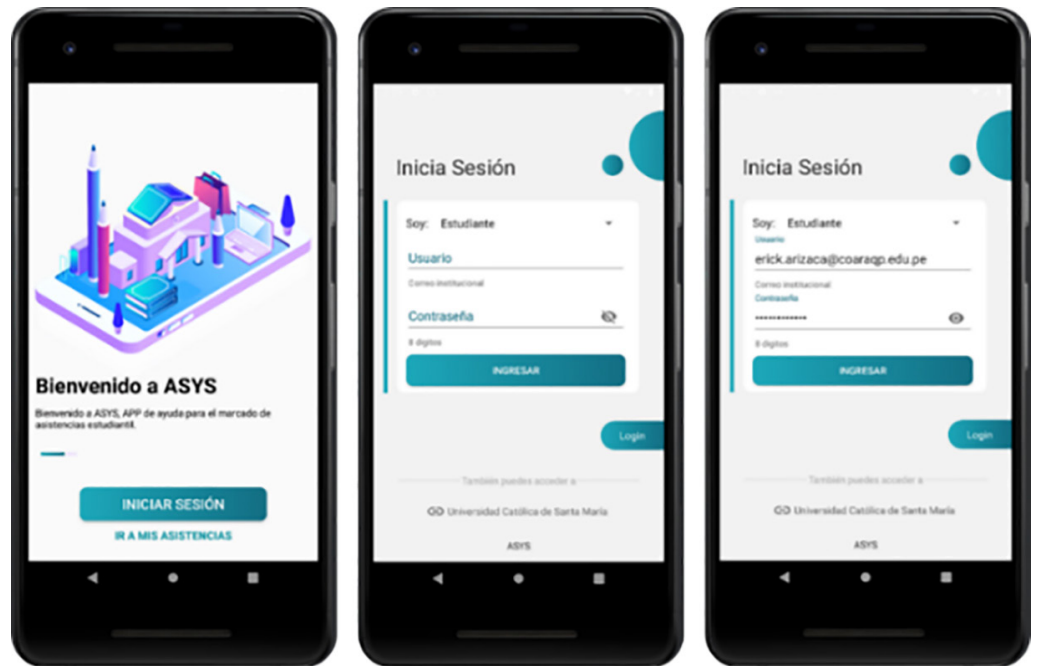 Bienvenido a ASYS
Bienvenido a ASYS, APP de ayuda para el marcado de
asistencias estudiantil.
INICIAR SESIÓN
IR A MIS ASISTENCIAS
Inicia Sesión
Soy: Estudiante
Usuario
Correo institucional
Contraseña
8 digitos
INGRESAR
Login
También puedes acceder a
Universidad Católica de Santa María
ASYS
Inicia Sesión
Soy: Estudiante
Usuario
erick.arizaca@coaraqp.edu.pe
Correo institucional
Contraseña
••••••••••••
8 digitos
INGRESAR
Login
También puedes acceder a
Universidad Católica de Santa María
ASYS